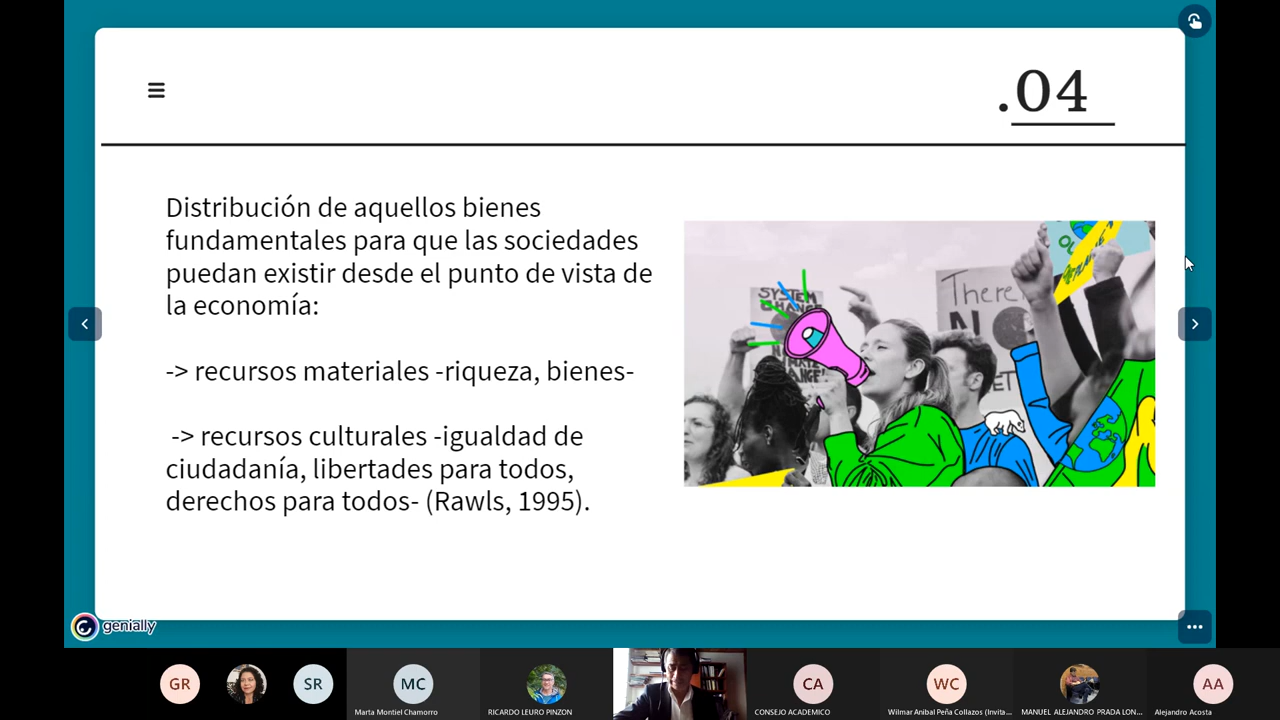 .04
Distribución de aquellos bienes
fundamentales para que las sociedades
puedan existir desde el punto de vista de
la economía:
-> recursos materiales -riqueza, bienes-
-> recursos culturales -igualdad de
ciudadanía, libertades para todos,
derechos para todos- (Rawls, 1995).
SYSTEM
CHANGE
There
genially
GR
SR
MC
CA
WC
AA
Marta Montiel Chamorro
RICARDO LEURO PINZON
CONSEJO ACADEMICO
Wilmar Anibal Peña Collazos (Invita...
MANUEL ALEJANDRO PRADA LON...
Alejandro Acosta